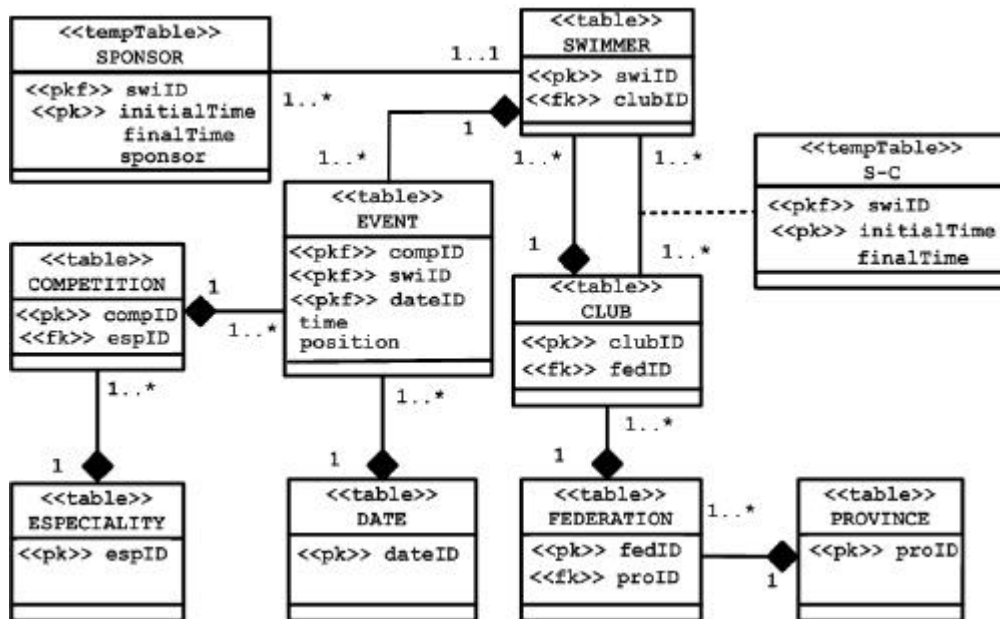 <<tempTable>>
SPONSOR
<<pkf>> swiID
<<pk>> initialTime
finalTime
sponsor
1..1
1..*
<<table>>
SWIMMER
<<pk>> swiID
<<fk>> clubID
1
1..*
1..*
1..*
<<tempTable>>
S-C
<<pkf>> swiID
<<pk>> initialTime
finalTime
<<table>>
EVENT
<<pkf>> compID
<<pkf>> swiID
<<pkf>> dateID
time
position
1
1..*
<<table>>
COMPETITION
<<pk>> compID
<<fk>> espID
1
1..*
<<table>>
CLUB
<<pk>> clubID
<<fk>> fedID
1..*
1..*
1..*
1
1
1
<<table>>
ESPECIALITY
<<pk>> espID
<<table>>
DATE
<<pk>> dateID
<<table>>
FEDERATION
<<pk>> fedID
<<fk>> proID
1..*
1
<<table>>
PROVINCE
<<pk>> proID